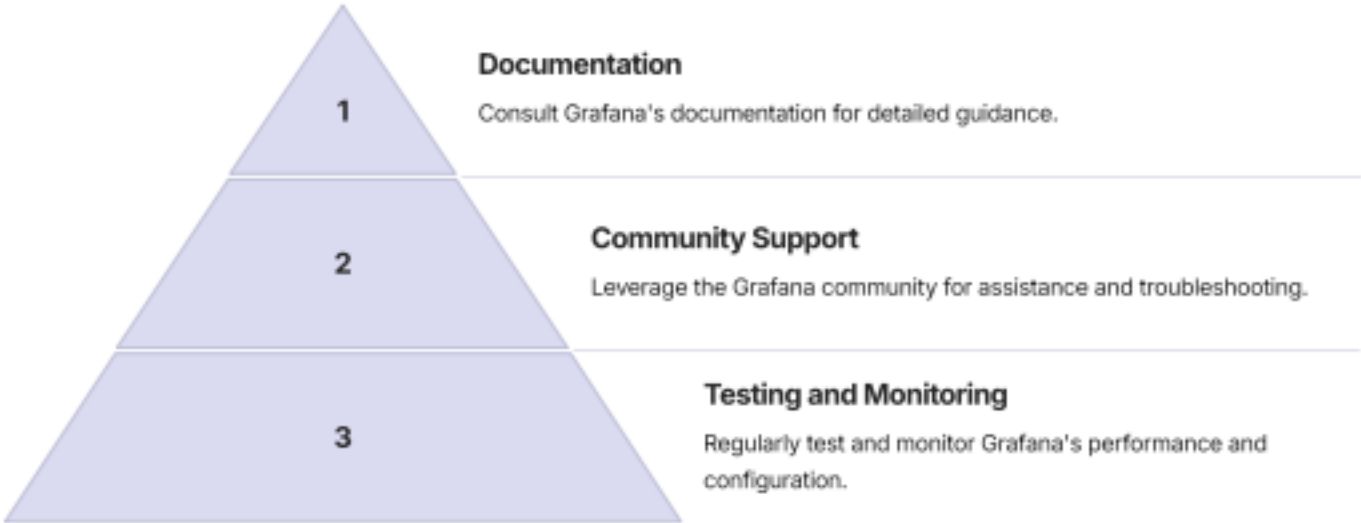 1
Documentation
Consult Grafana's documentation for detailed guidance.
2
Community Support
Leverage the Grafana community for assistance and troubleshooting.
3
Testing and Monitoring
Regularly test and monitor Grafana's performance and
configuration.